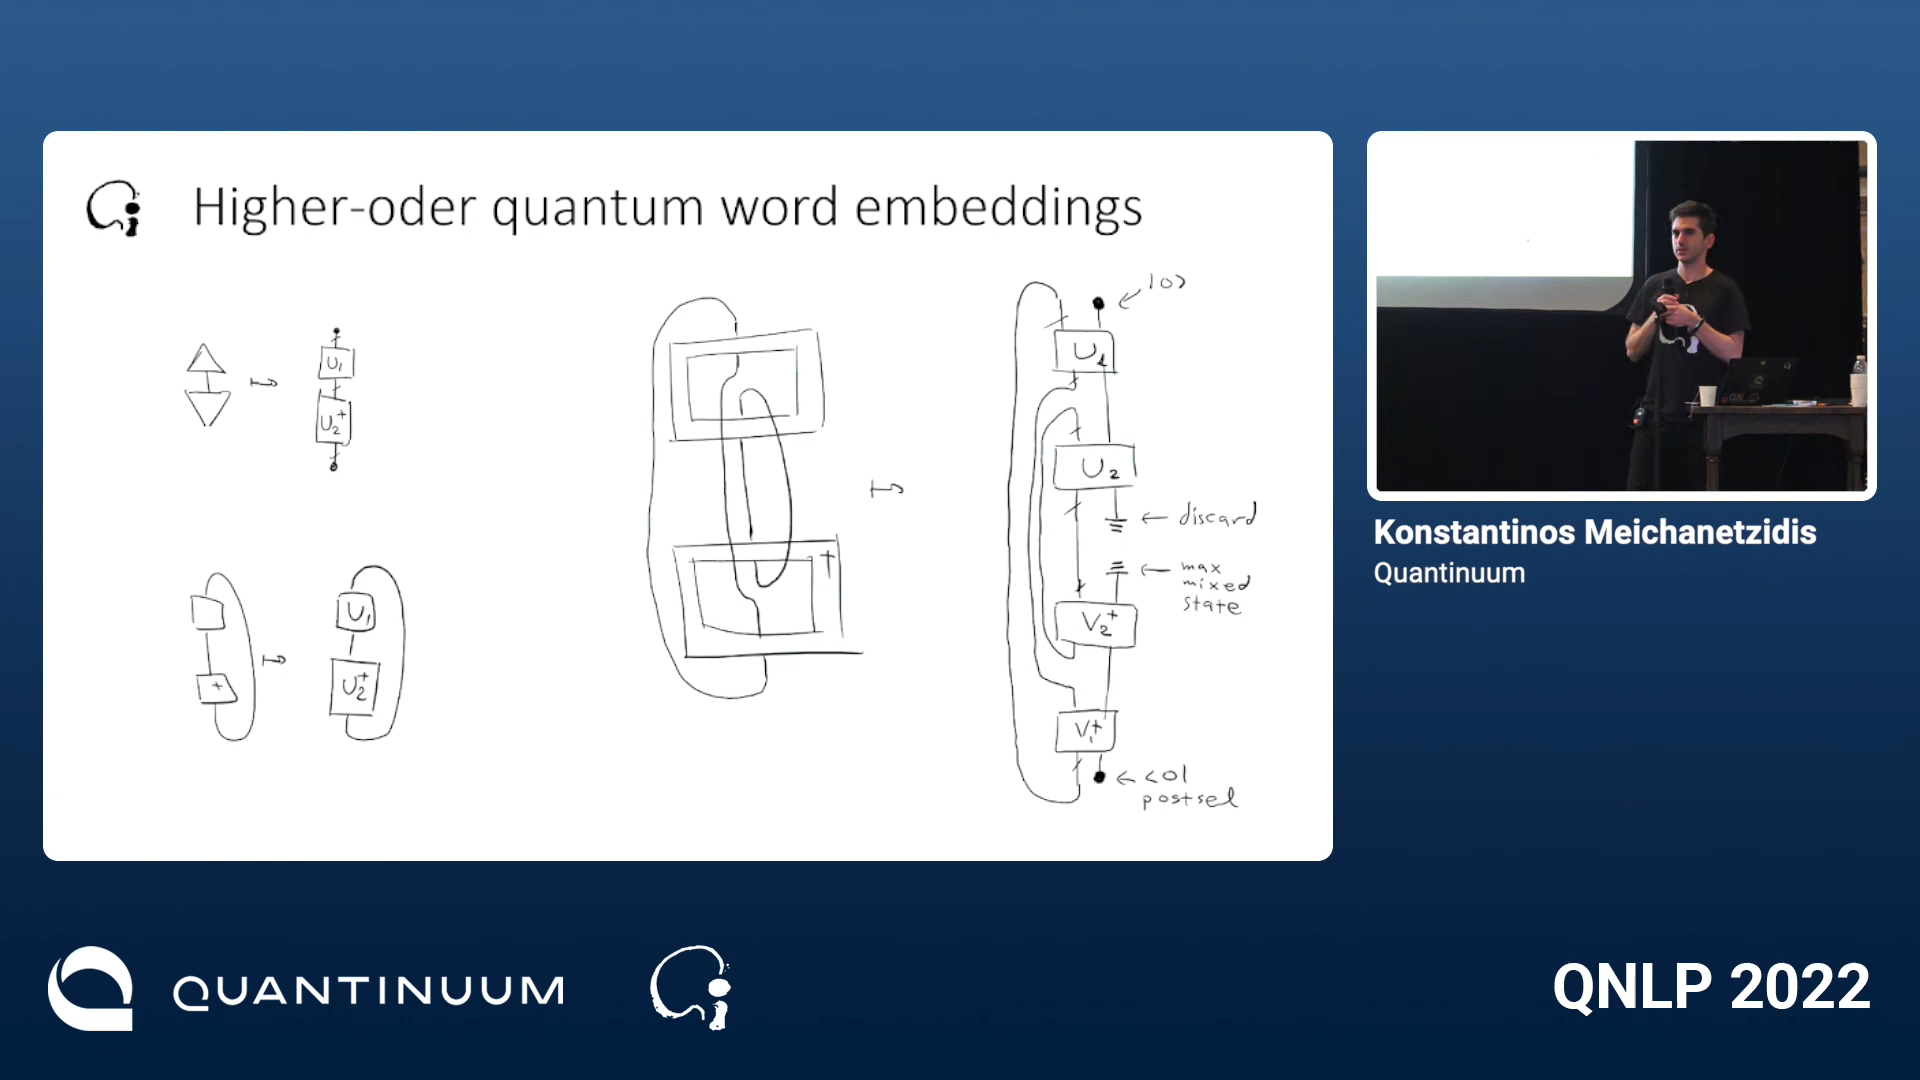 Higher-oder quantum word embeddings
U₁
U₂†
U₁
U₂†
+
†
|0>
U₁
U₂
discard
max
mixed
state
V₂†
V₁†
<0|
postsel
Konstantinos Meichanetzidis
Quantinuum
QUANTINUUM
QNLP 2022